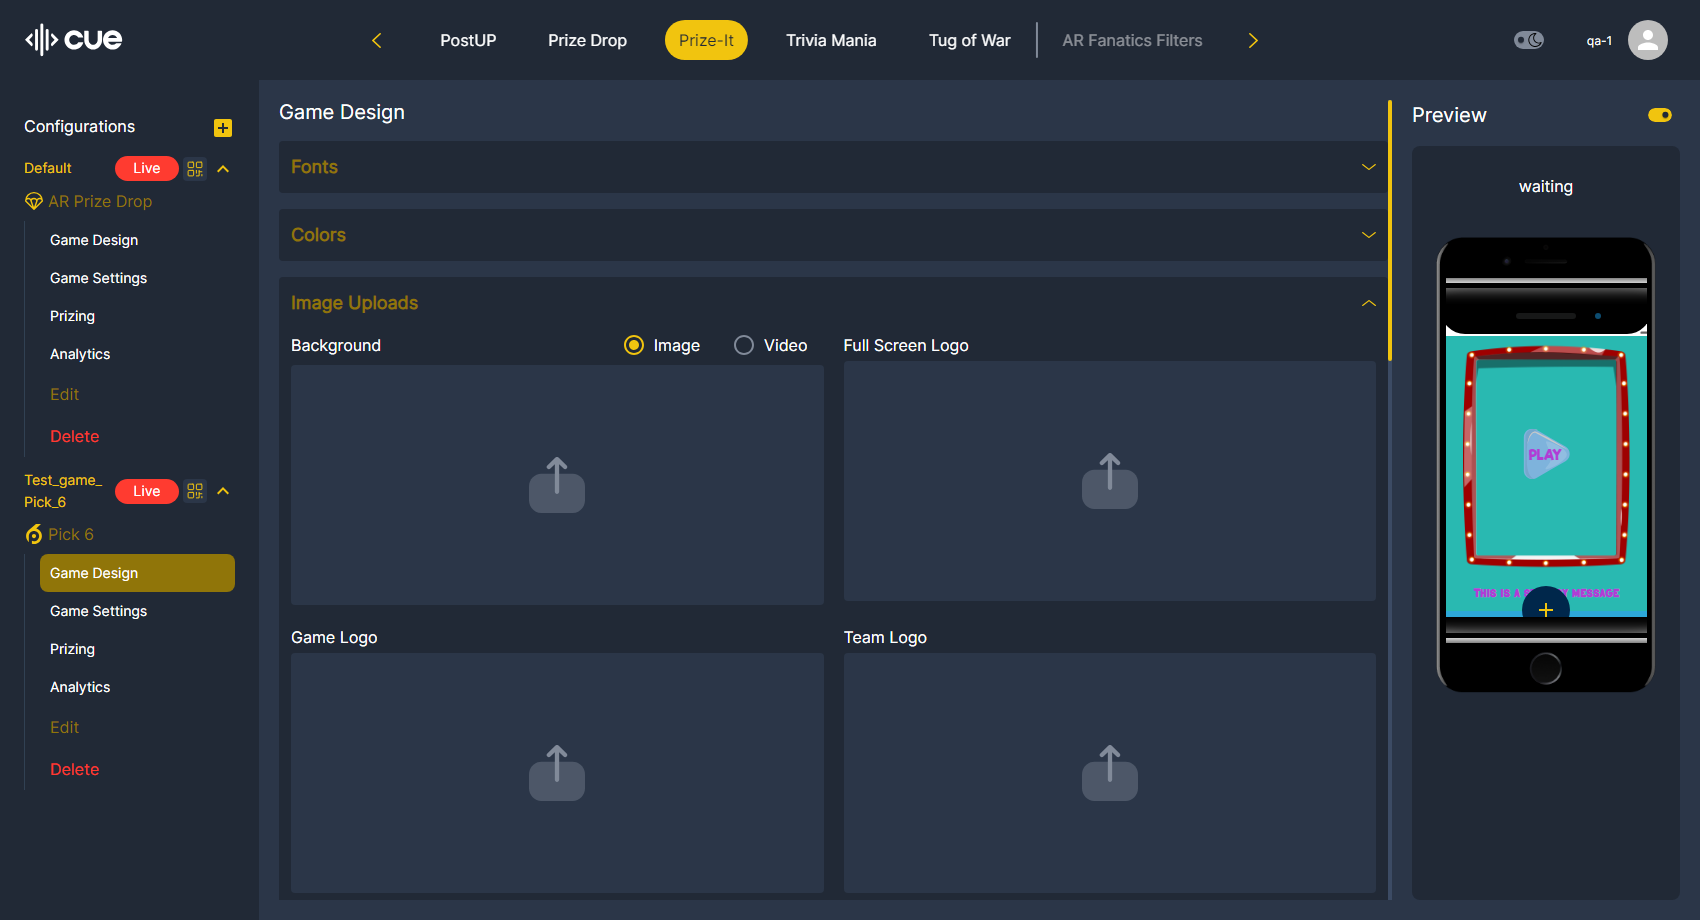 cue
PostUP
Prize Drop
Prize-It
Trivia Mania
Tug of War
AR Fanatics Filters
qa-1
Configurations
Default
Live
AR Prize Drop
Game Design
Game Settings
Prizing
Analytics
Edit
Delete
Test_game_
Pick_6
Live
Pick 6
Game Design
Game Settings
Prizing
Analytics
Edit
Delete
Game Design
Fonts
Colors
Image Uploads
Background
Image
Video
Full Screen Logo
Game Logo
Team Logo
Preview
waiting
PLAY
THIS IS A MESSAGE